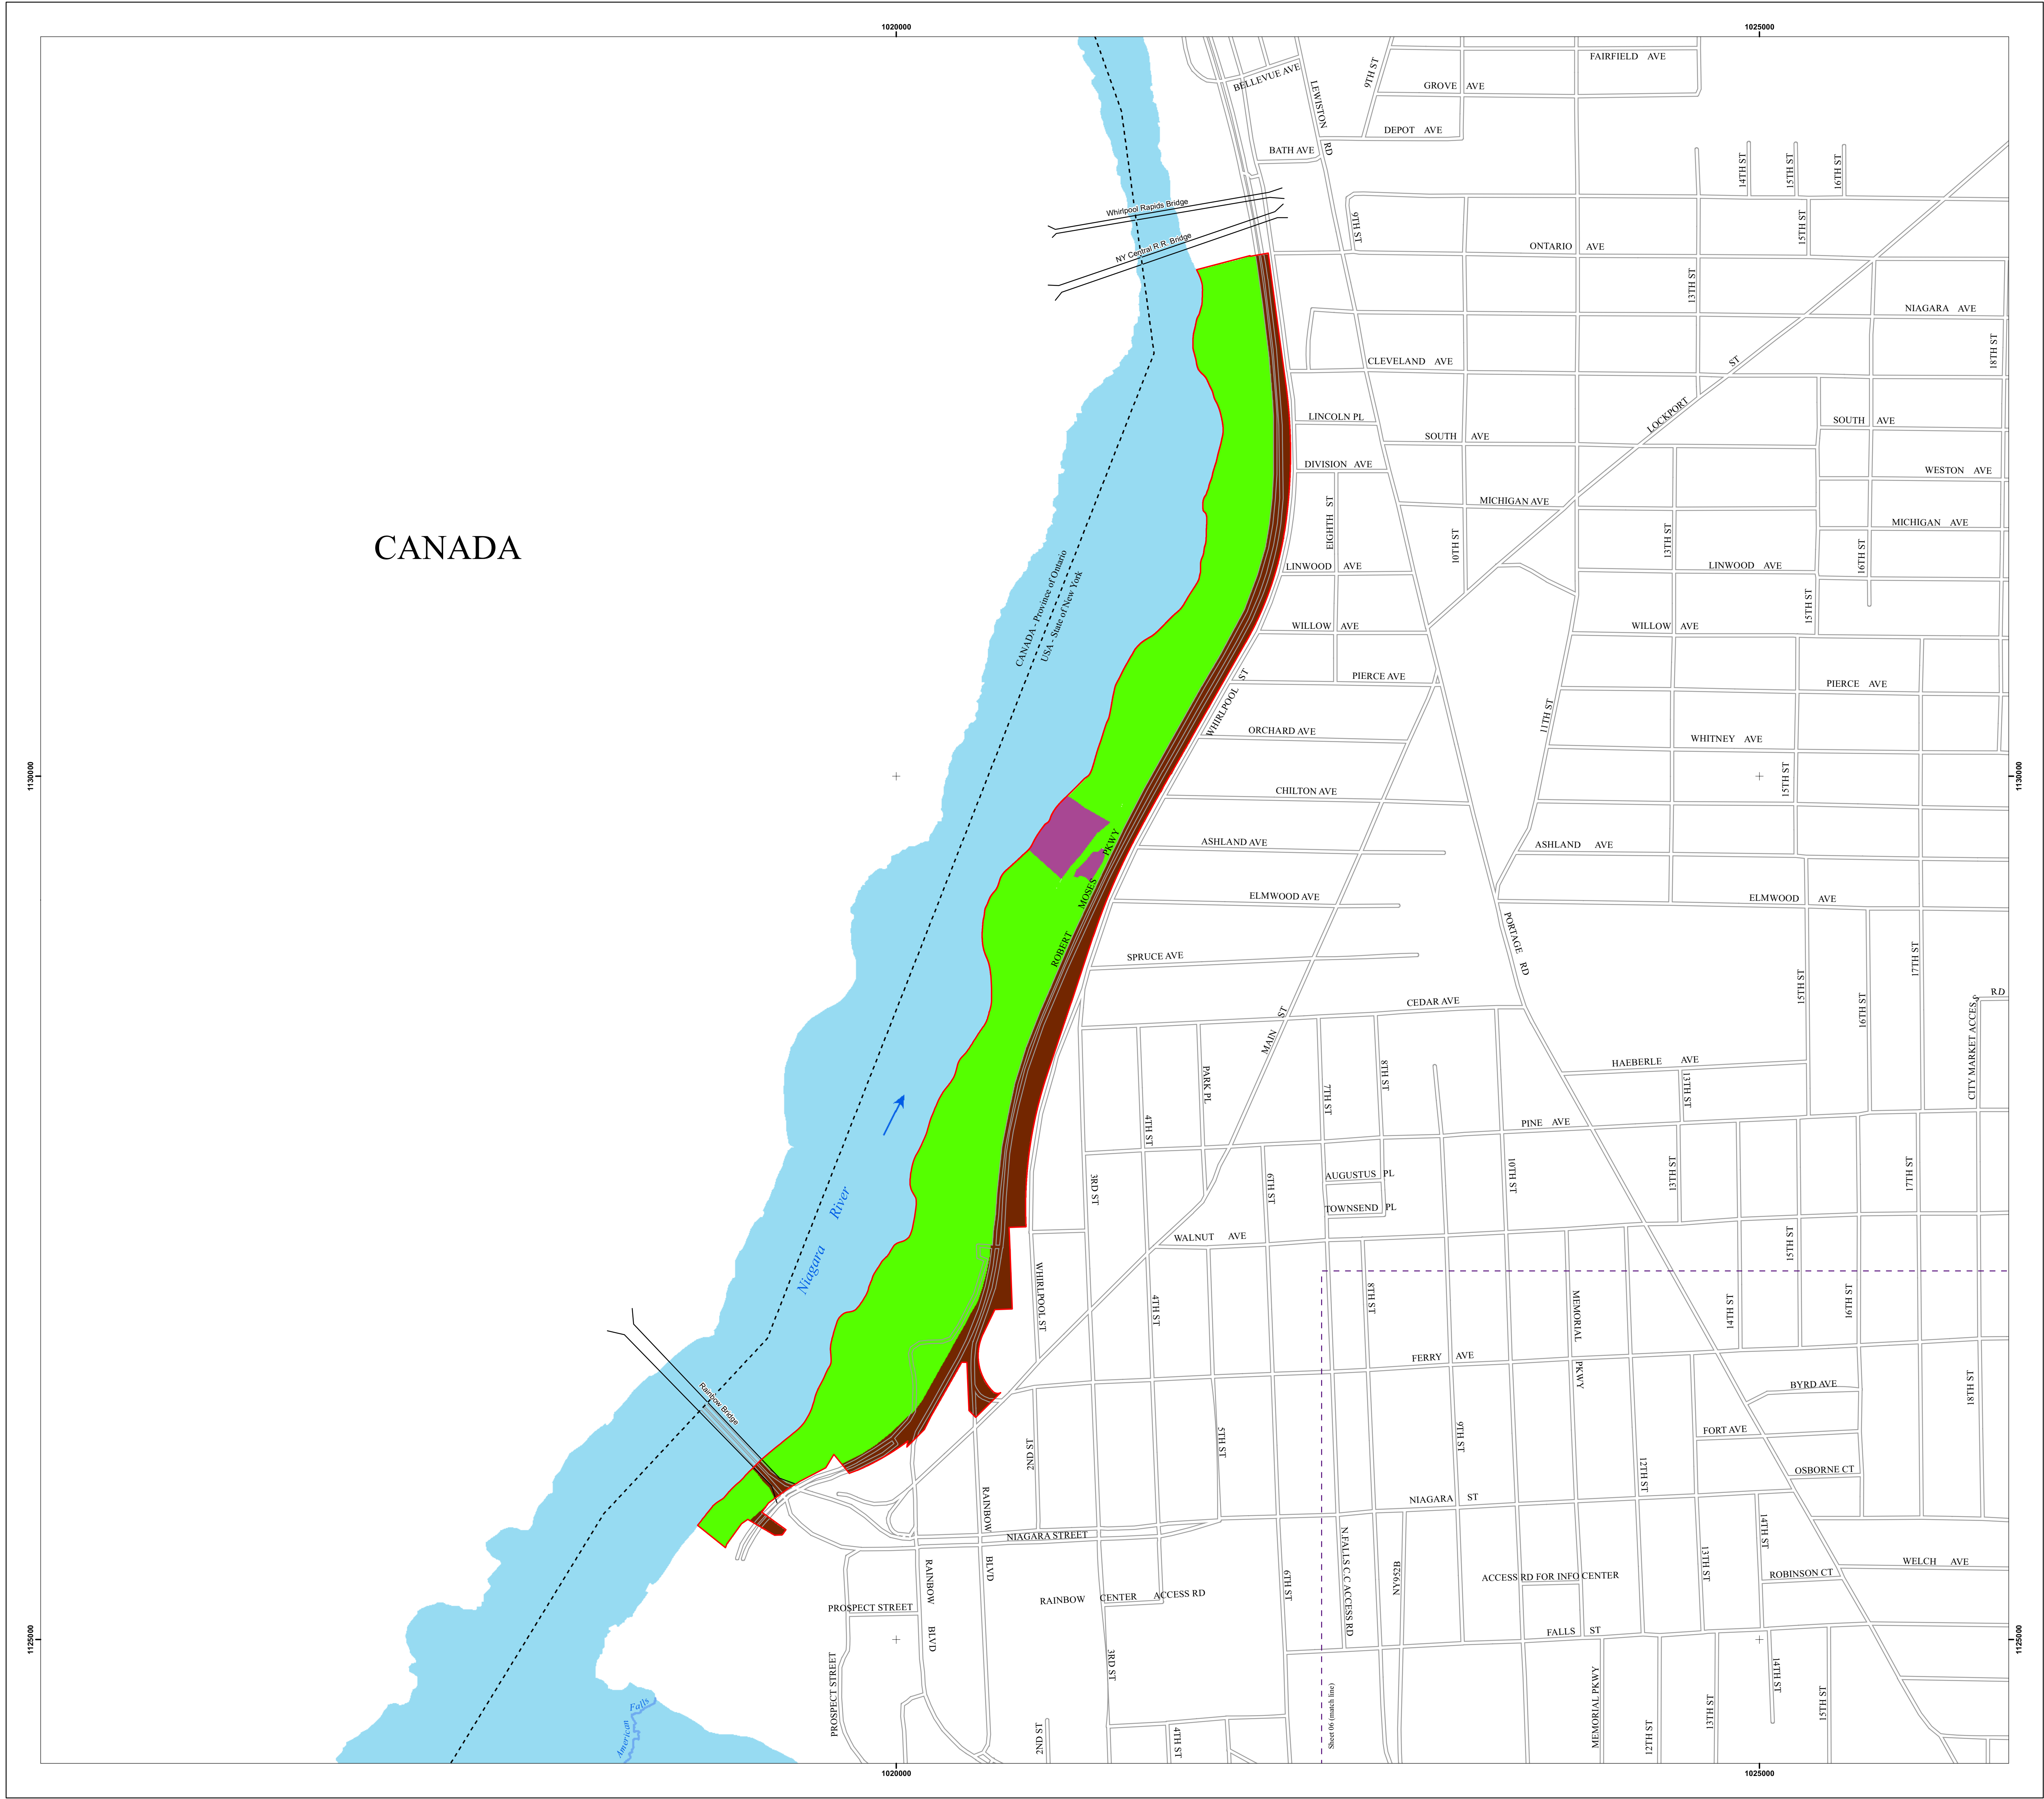 1020000
1025000
FAIRFIELD AVE
BELLEVUE AVE
9TH ST
GROVE AVE
LEWISTON RD
DEPOT AVE
BATH AVE
14TH ST
15TH ST
16TH ST
Whirlpool Rapids Bridge
9TH ST
15TH ST
NY Central R.R. Bridge
ONTARIO AVE
13TH ST
NIAGARA AVE
CLEVELAND AVE
ST
18TH ST
LINCOLN PL
LOCKPORT
SOUTH AVE
SOUTH AVE
DIVISION AVE
WESTON AVE
MICHIGAN AVE
EIGHTH ST
MICHIGAN AVE
CANADA
10TH ST
13TH ST
16TH ST
LINWOOD AVE
LINWOOD AVE
CANADA - Province of Ontario
USA - State of New York
15TH ST
WILLOW AVE
WILLOW AVE
PIERCE AVE
PIERCE AVE
WHIRLPOOL ST
11TH ST
ORCHARD AVE
WHITNEY AVE
1130000
15TH ST
1130000
CHILTON AVE
ASHLAND AVE
ASHLAND AVE
ROBERT MOSES PKWY
ELMWOOD AVE
ELMWOOD AVE
PORTAGE RD
SPRUCE AVE
17TH ST
15TH ST
RD
CEDAR AVE
16TH ST
MAIN ST
CITY MARKET ACCESS
HAEBERLE AVE
8TH ST
PARK PL
7TH ST
13TH ST
4TH ST
PINE AVE
3RD ST
6TH ST
AUGUSTUS PL
10TH ST
13TH ST
17TH ST
TOWNSEND PL
Niagara River
WALNUT AVE
15TH ST
WHIRLPOOL ST
4TH ST
8TH ST
MEMORIAL PKWY
14TH ST
16TH ST
FERRY AVE
BYRD AVE
18TH ST
Rainbow Bridge
5TH ST
9TH ST
FORT AVE
2ND ST
12TH ST
OSBORNE CT
NIAGARA ST
RAINBOW BLVD
NIAGARA STREET
N.FALLS C.C ACCESS RD
14TH ST
13TH ST
WELCH AVE
RAINBOW BLVD
6TH ST
NY952B
ACCESS RD FOR INFO CENTER
ROBINSON CT
RAINBOW CENTER ACCESS RD
PROSPECT STREET
FALLS ST
1125000
1125000
PROSPECT STREET
3RD ST
14TH ST
MEMORIAL PKWY
13TH ST
15TH ST
American Falls
2ND ST
4TH ST
Sheet 06 (match line)
12TH ST
1020000
1025000